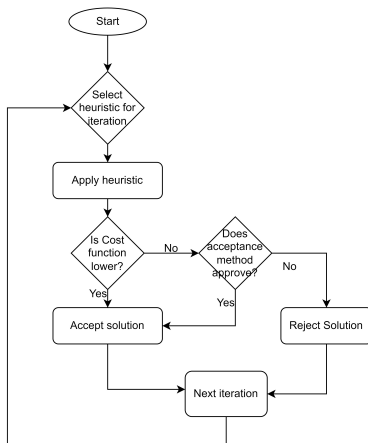 Start
Select
heuristic for
iteration
Apply heuristic
Is Cost
function
lower?
No
Does
acceptance
method
approve?
No
Yes
Yes
Accept solution
Reject Solution
Next iteration